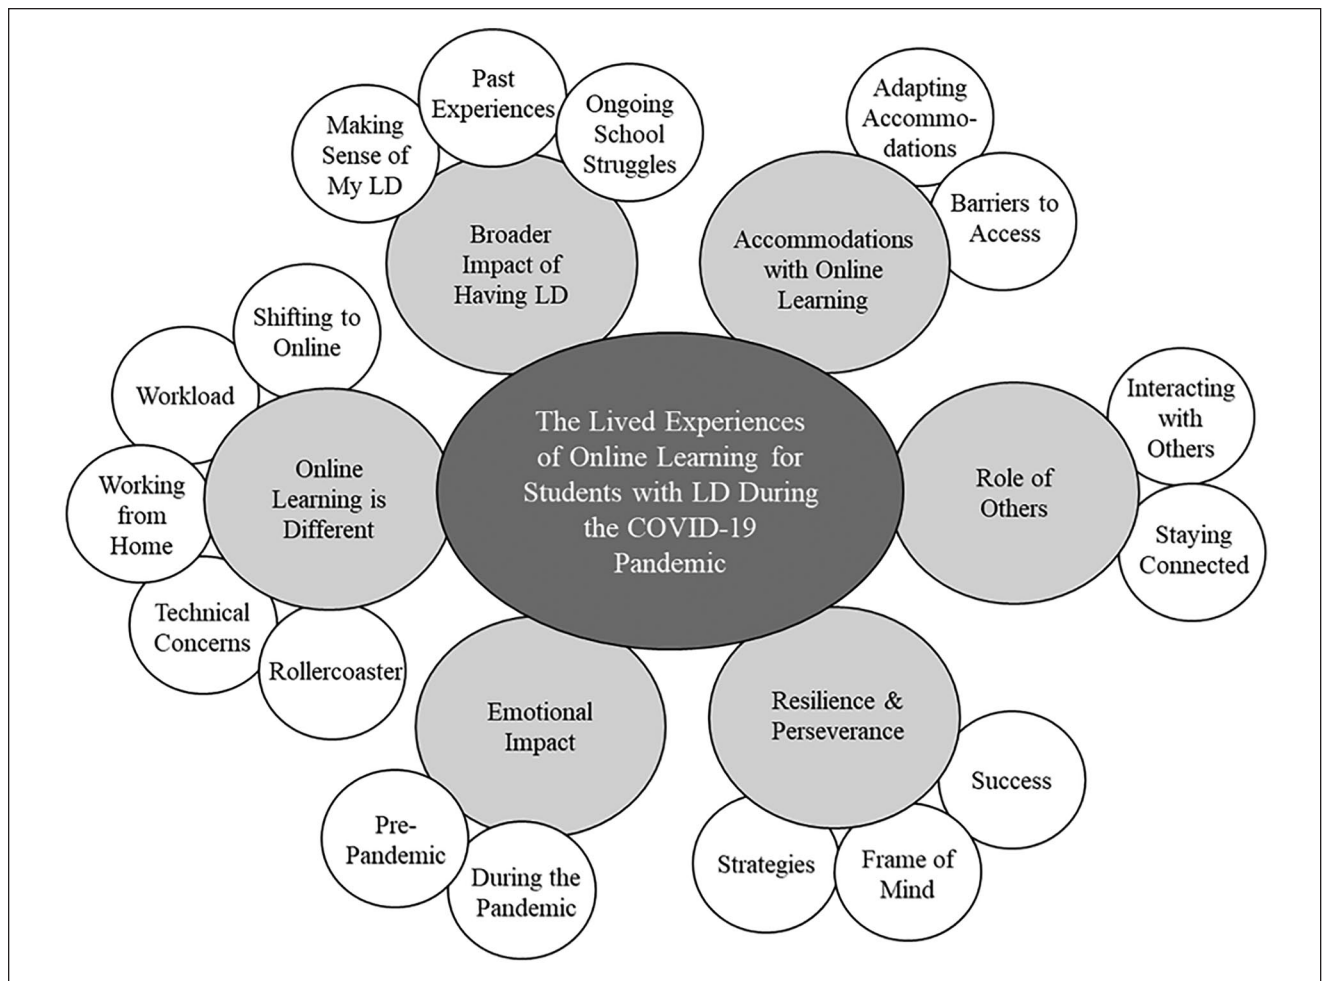 Past
Experiences
Ongoing
School
Struggles
Making
Sense of
My LD
Broader
Impact of
Having LD
Adapting
Accommo-
dations
Barriers to
Access
Accommodations
with Online
Learning
Shifting to
Online
Workload
Working
from
Home
Technical
Concerns
Rollercoaster
Online
Learning is
Different
The Lived Experiences
of Online Learning for
Students with LD During
the COVID-19
Pandemic
Role of
Others
Interacting
with
Others
Staying
Connected
Emotional
Impact
Pre-
Pandemic
During the
Pandemic
Resilience &
Perseverance
Strategies
Frame of
Mind
Success